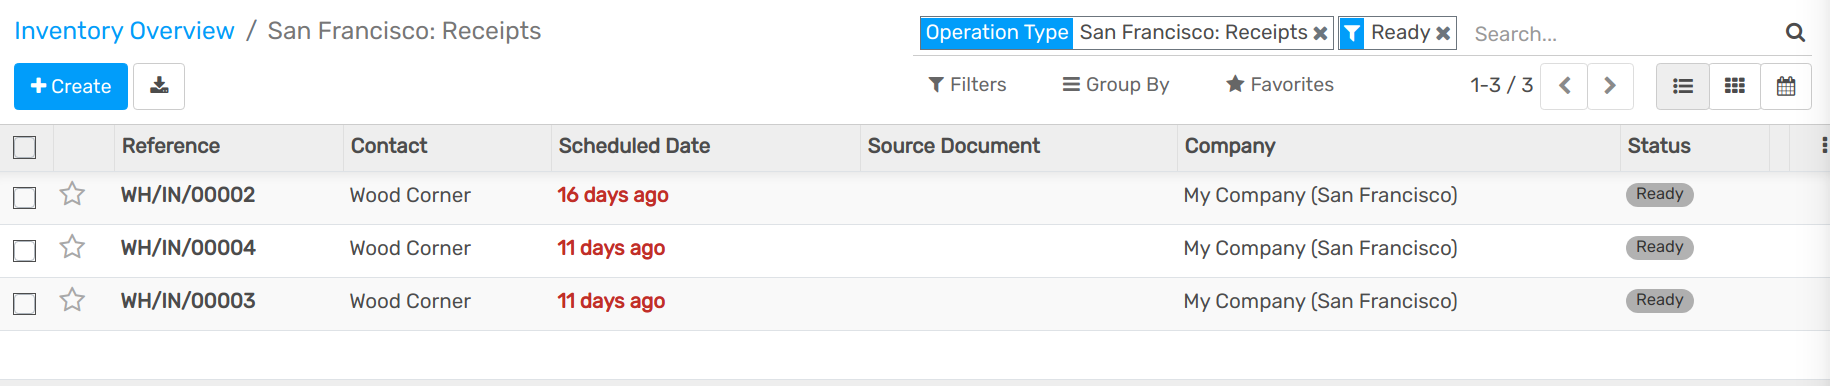 Inventory Overview / San Francisco: Receipts
Operation Type San Francisco: Receipts Ready Search...
Create
Filters Group By Favorites 1-3 / 3
Reference Contact Scheduled Date Source Document Company Status
WH/IN/00002 Wood Corner 16 days ago My Company (San Francisco) Ready
WH/IN/00004 Wood Corner 11 days ago My Company (San Francisco) Ready
WH/IN/00003 Wood Corner 11 days ago My Company (San Francisco) Ready